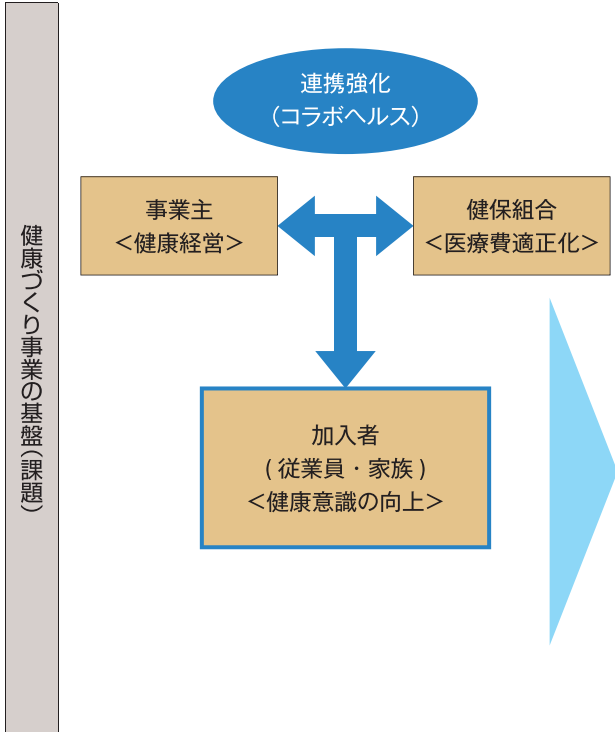 健康づくり事業の基盤（課題）
連携強化
（コラボヘルス）
事業主
＜健康経営＞
健保組合
＜医療費適正化＞
加入者
( 従業員・家族 )
＜健康意識の向上＞